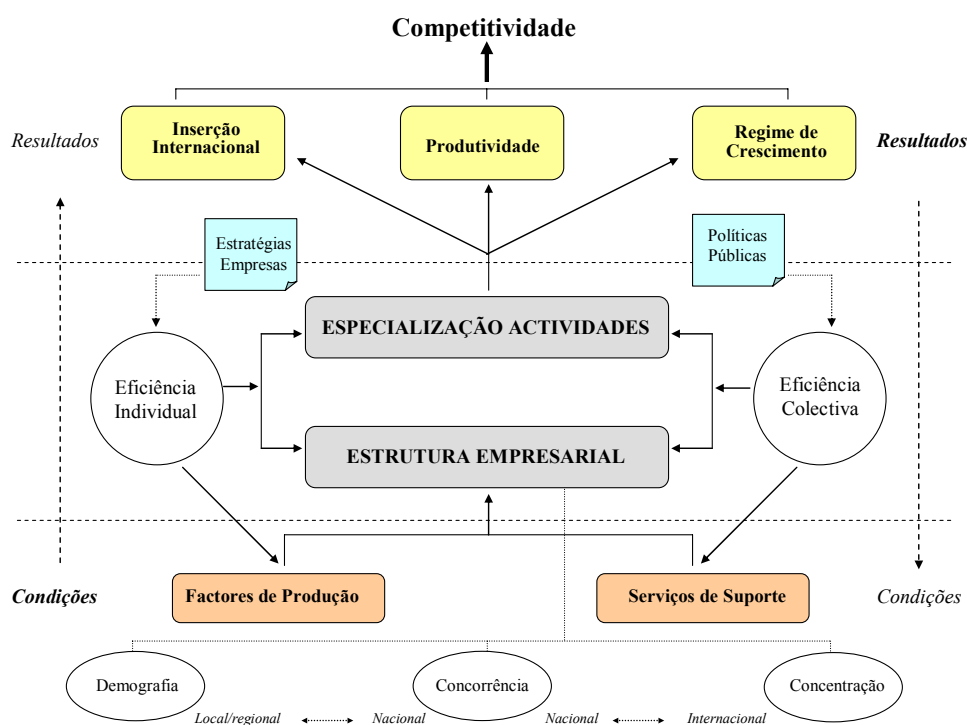 Competitividade
Resultados
Inserção
Internacional
Produtividade
Regime de
Crescimento
Resultados
Estratégias
Empresas
Políticas
Públicas
ESPECIALIZAÇÃO ACTIVIDADES
Eficiência
Individual
Eficiência
Colectiva
ESTRUTURA EMPRESARIAL
Condições
Factores de Produção
Serviços de Suporte
Condições
Demografia
Concorrência
Concentração
Local/regional
Nacional
Nacional
Internacional